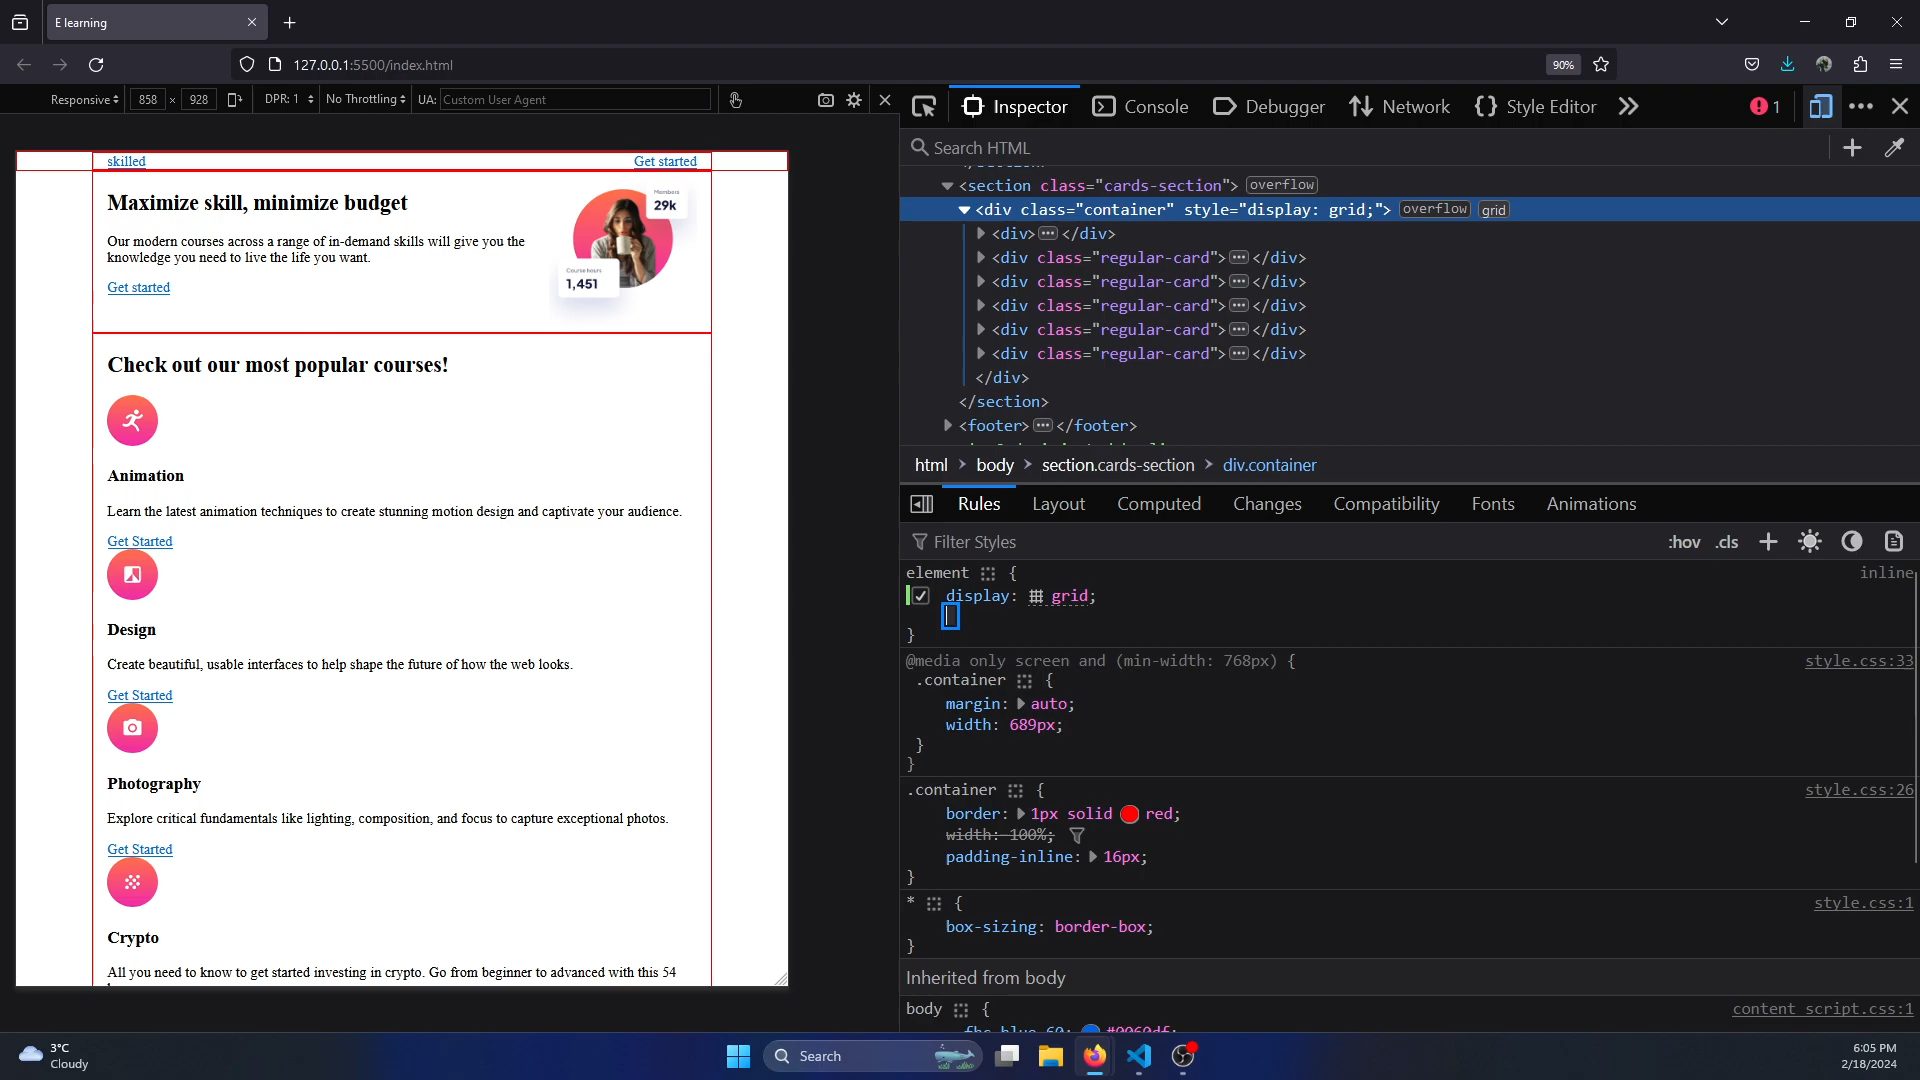 E learning
127.0.0.1:5500/index.html
90%
Responsive
858 × 928
DPR: 1
No Throttling
UA: Custom User Agent
skilled
Get started
Maximize skill, minimize budget
Our modern courses across a range of in-demand skills will give you the
knowledge you need to live the life you want.
Get started
Members
29k
Course hours
1,451
Check out our most popular courses!
Animation
Learn the latest animation techniques to create stunning motion design and captivate your audience.
Get Started
Design
Create beautiful, usable interfaces to help shape the future of how the web looks.
Get Started
Photography
Explore critical fundamentals like lighting, composition, and focus to capture exceptional photos.
Get Started
Crypto
All you need to know to get started investing in crypto. Go from beginner to advanced with this 54
Inspector
Console
Debugger
Network
Style Editor
1
Search HTML
<section class="cards-section"> overflow
<div class="container" style="display: grid;"> overflow grid
<div> ··· </div>
<div class="regular-card"> ··· </div>
<div class="regular-card"> ··· </div>
<div class="regular-card"> ··· </div>
<div class="regular-card"> ··· </div>
<div class="regular-card"> ··· </div>
</div>
</section>
<footer> ··· </footer>
html > body > section.cards-section > div.container
Rules
Layout
Computed
Changes
Compatibility
Fonts
Animations
Filter Styles
:hov .cls
element {
inline
display: grid;
}
@media only screen and (min-width: 768px) {
style.css:33
.container {
margin: auto;
width: 689px;
}
}
.container {
style.css:26
border: 1px solid red;
width: 100%;
padding-inline: 16px;
}
* {
style.css:1
box-sizing: border-box;
}
Inherited from body
body {
content_script.css:1
3°C
Cloudy
Search
6:05 PM
2/18/2024